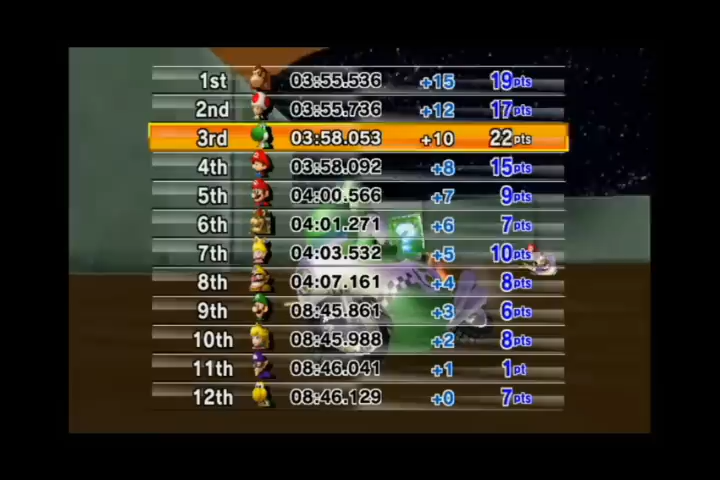 1st 03:55.536 +15 19pts
2nd 03:55.736 +12 17pts
3rd 03:58.053 +10 22pts
4th 03:58.092 +8 15pts
5th 04:00.566 +7 9pts
6th 04:01.271 +6 7pts
7th 04:03.532 +5 10pts
8th 04:07.161 +4 8pts
9th 08:45.861 +3 6pts
10th 08:45.988 +2 8pts
11th 08:46.041 +1 1pt
12th 08:46.129 +0 7pts